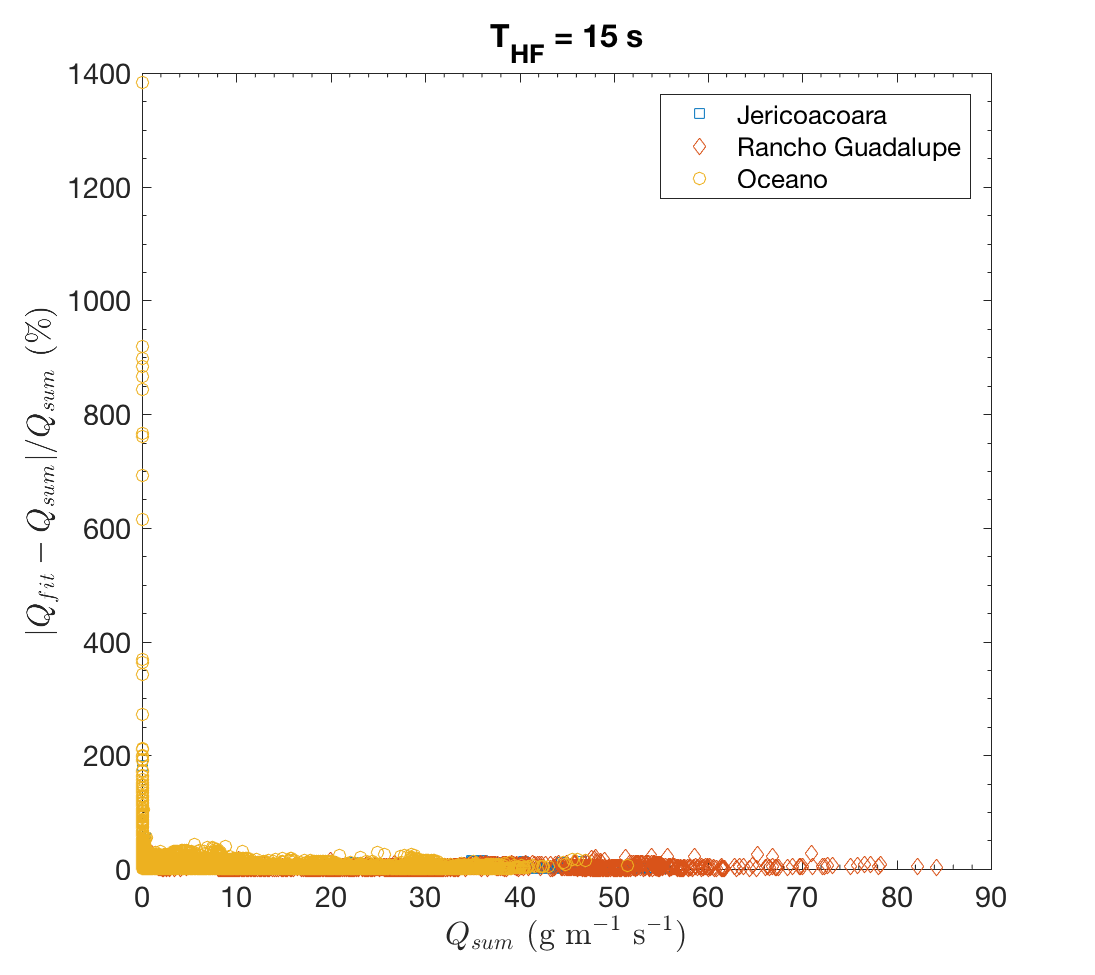 T_HF = 15 s
1400
1200
1000
800
600
400
200
0
|Q_fit − Q_sum|/Q_sum (%)
Jericoacoara
Rancho Guadalupe
Oceano
0 10 20 30 40 50 60 70 80 90
Q_sum (g m^−1 s^−1)